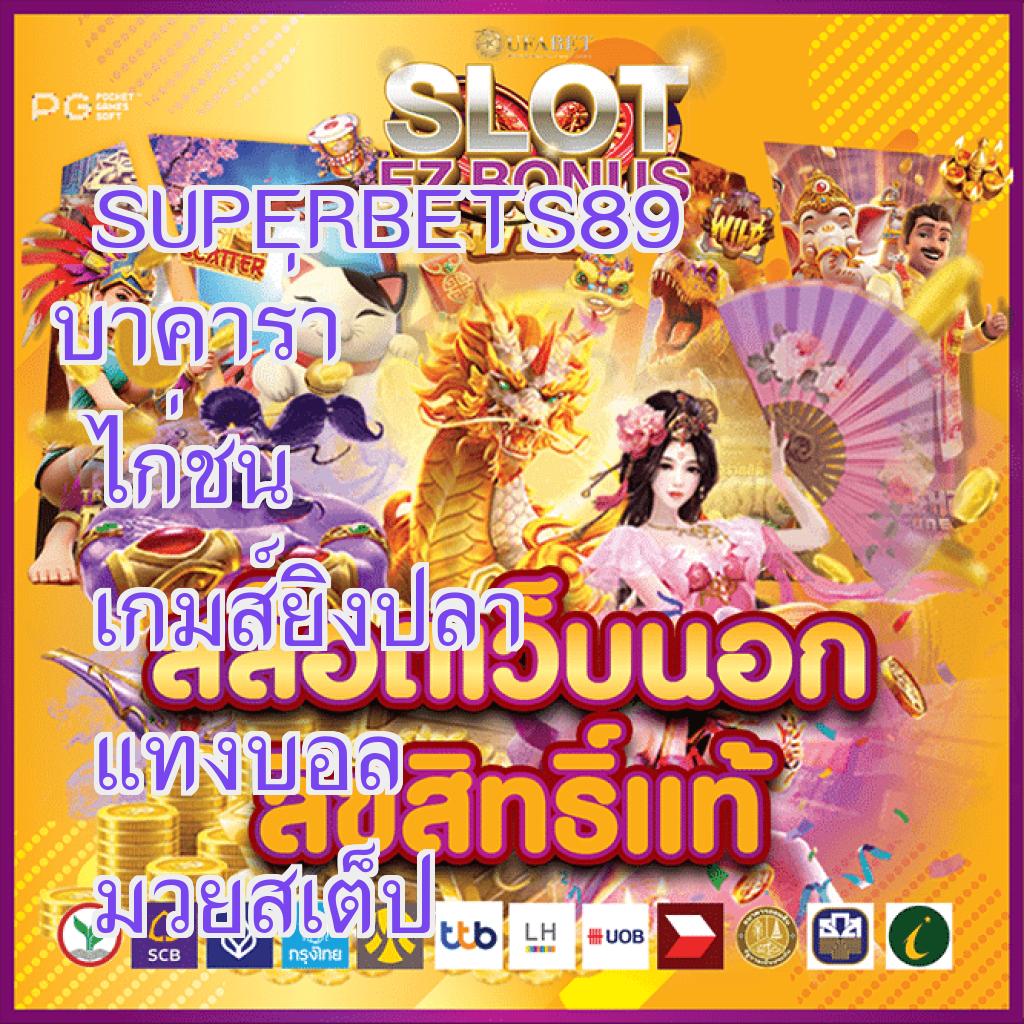 UFABET
PG POCKET GAMES SOFT
SLOT
EZ BONUS
SUPERBETS89
WILD
SCATTER
บาคาร่า
ไก่ชน
เกมส์ยิงปลา
สล็อตเว็บนอก
แทงบอล
ลิขสิทธิ์แท้
มวยสเต็ป
SCB
กรุงไทย
ttb
LH
UOB